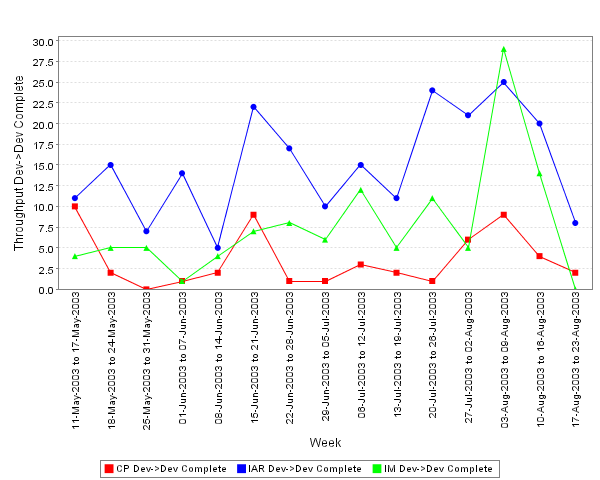 Throughput Dev->Dev Complete
30.0
27.5
25.0
22.5
20.0
17.5
15.0
12.5
10.0
7.5
5.0
2.5
0.0
11-May-2003 to 17-May-2003
18-May-2003 to 24-May-2003
25-May-2003 to 31-May-2003
01-Jun-2003 to 07-Jun-2003
08-Jun-2003 to 14-Jun-2003
15-Jun-2003 to 21-Jun-2003
22-Jun-2003 to 28-Jun-2003
29-Jun-2003 to 05-Jul-2003
06-Jul-2003 to 12-Jul-2003
13-Jul-2003 to 19-Jul-2003
20-Jul-2003 to 26-Jul-2003
27-Jul-2003 to 02-Aug-2003
03-Aug-2003 to 09-Aug-2003
10-Aug-2003 to 16-Aug-2003
17-Aug-2003 to 23-Aug-2003
Week
CP Dev->Dev Complete IAR Dev->Dev Complete IM Dev->Dev Complete